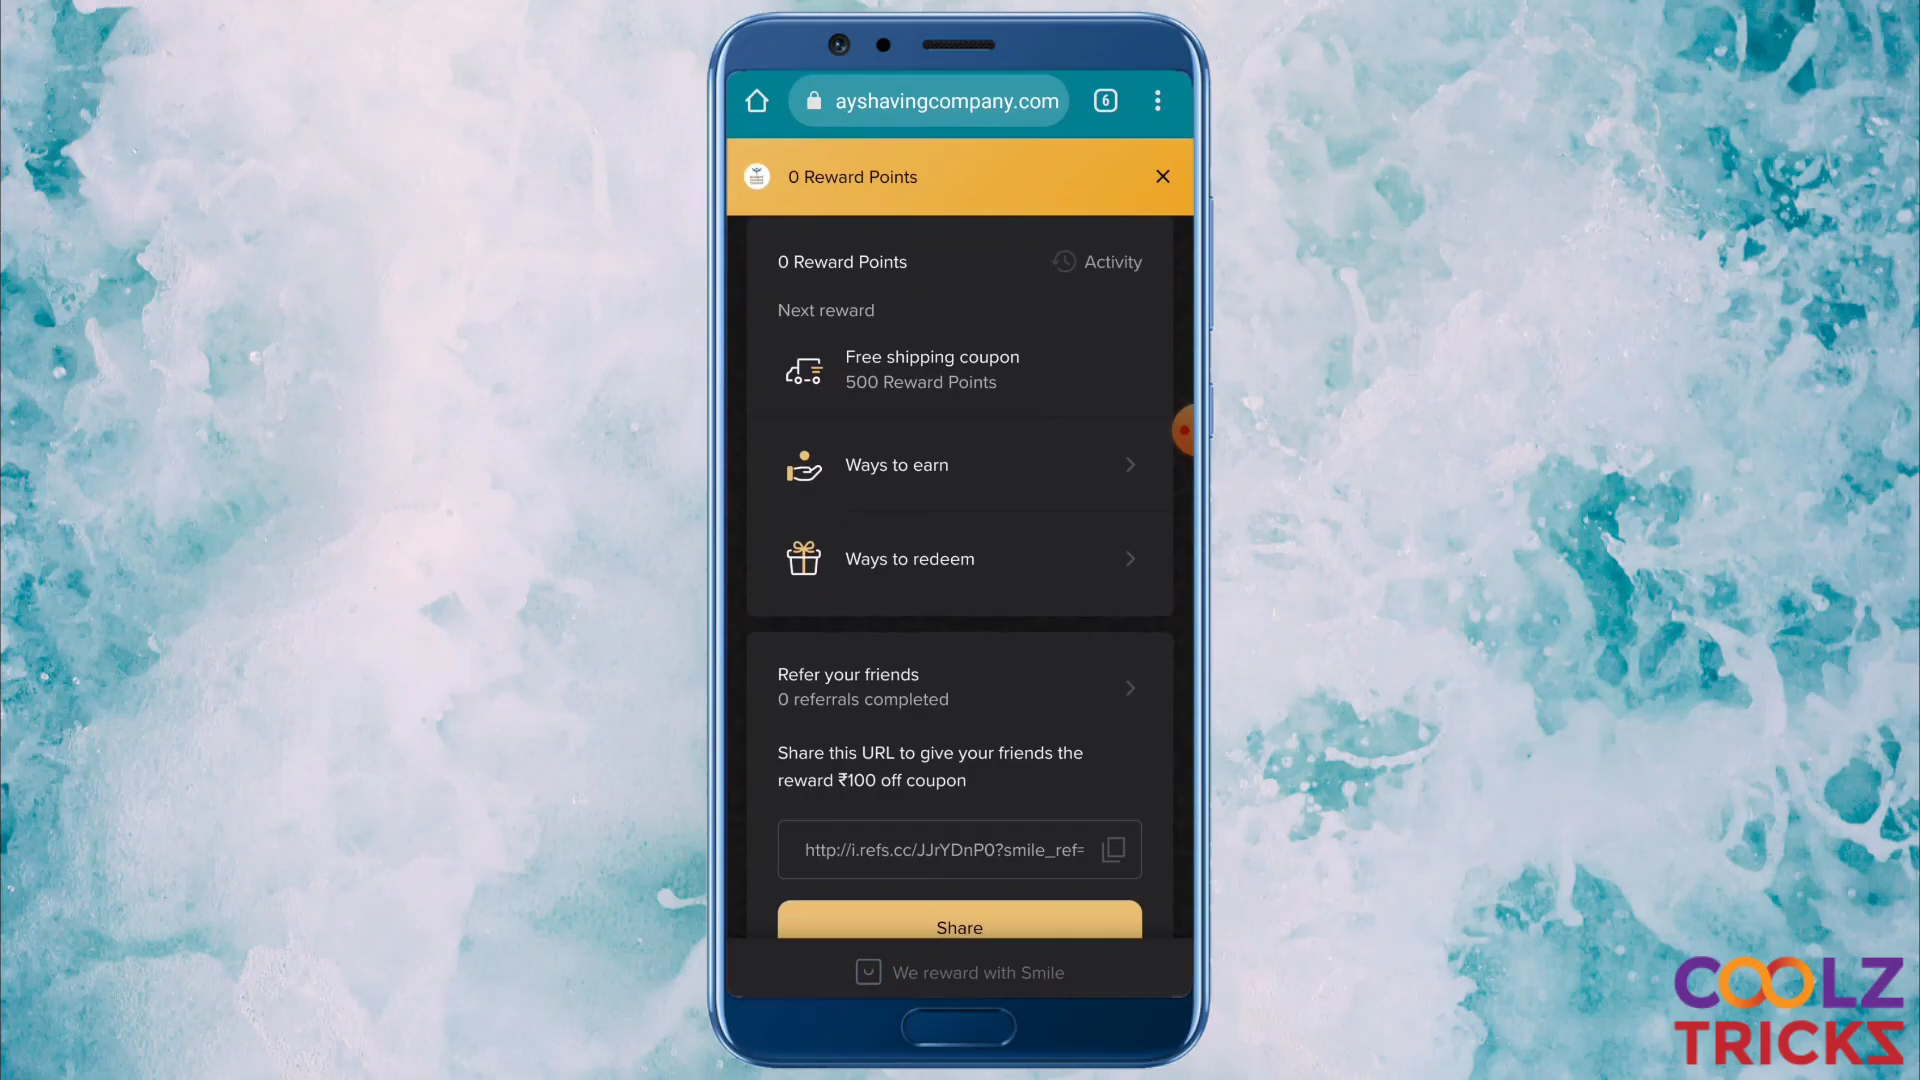 ayshavingcompany.com
6
0 Reward Points
0 Reward Points
Activity
Next reward
Free shipping coupon
500 Reward Points
Ways to earn
Ways to redeem
Refer your friends
0 referrals completed
Share this URL to give your friends the
reward ₹100 off coupon
http://i.refs.cc/JJrYDnP0?smile_ref=
Share
We reward with Smile
COOLZ
TRICKS